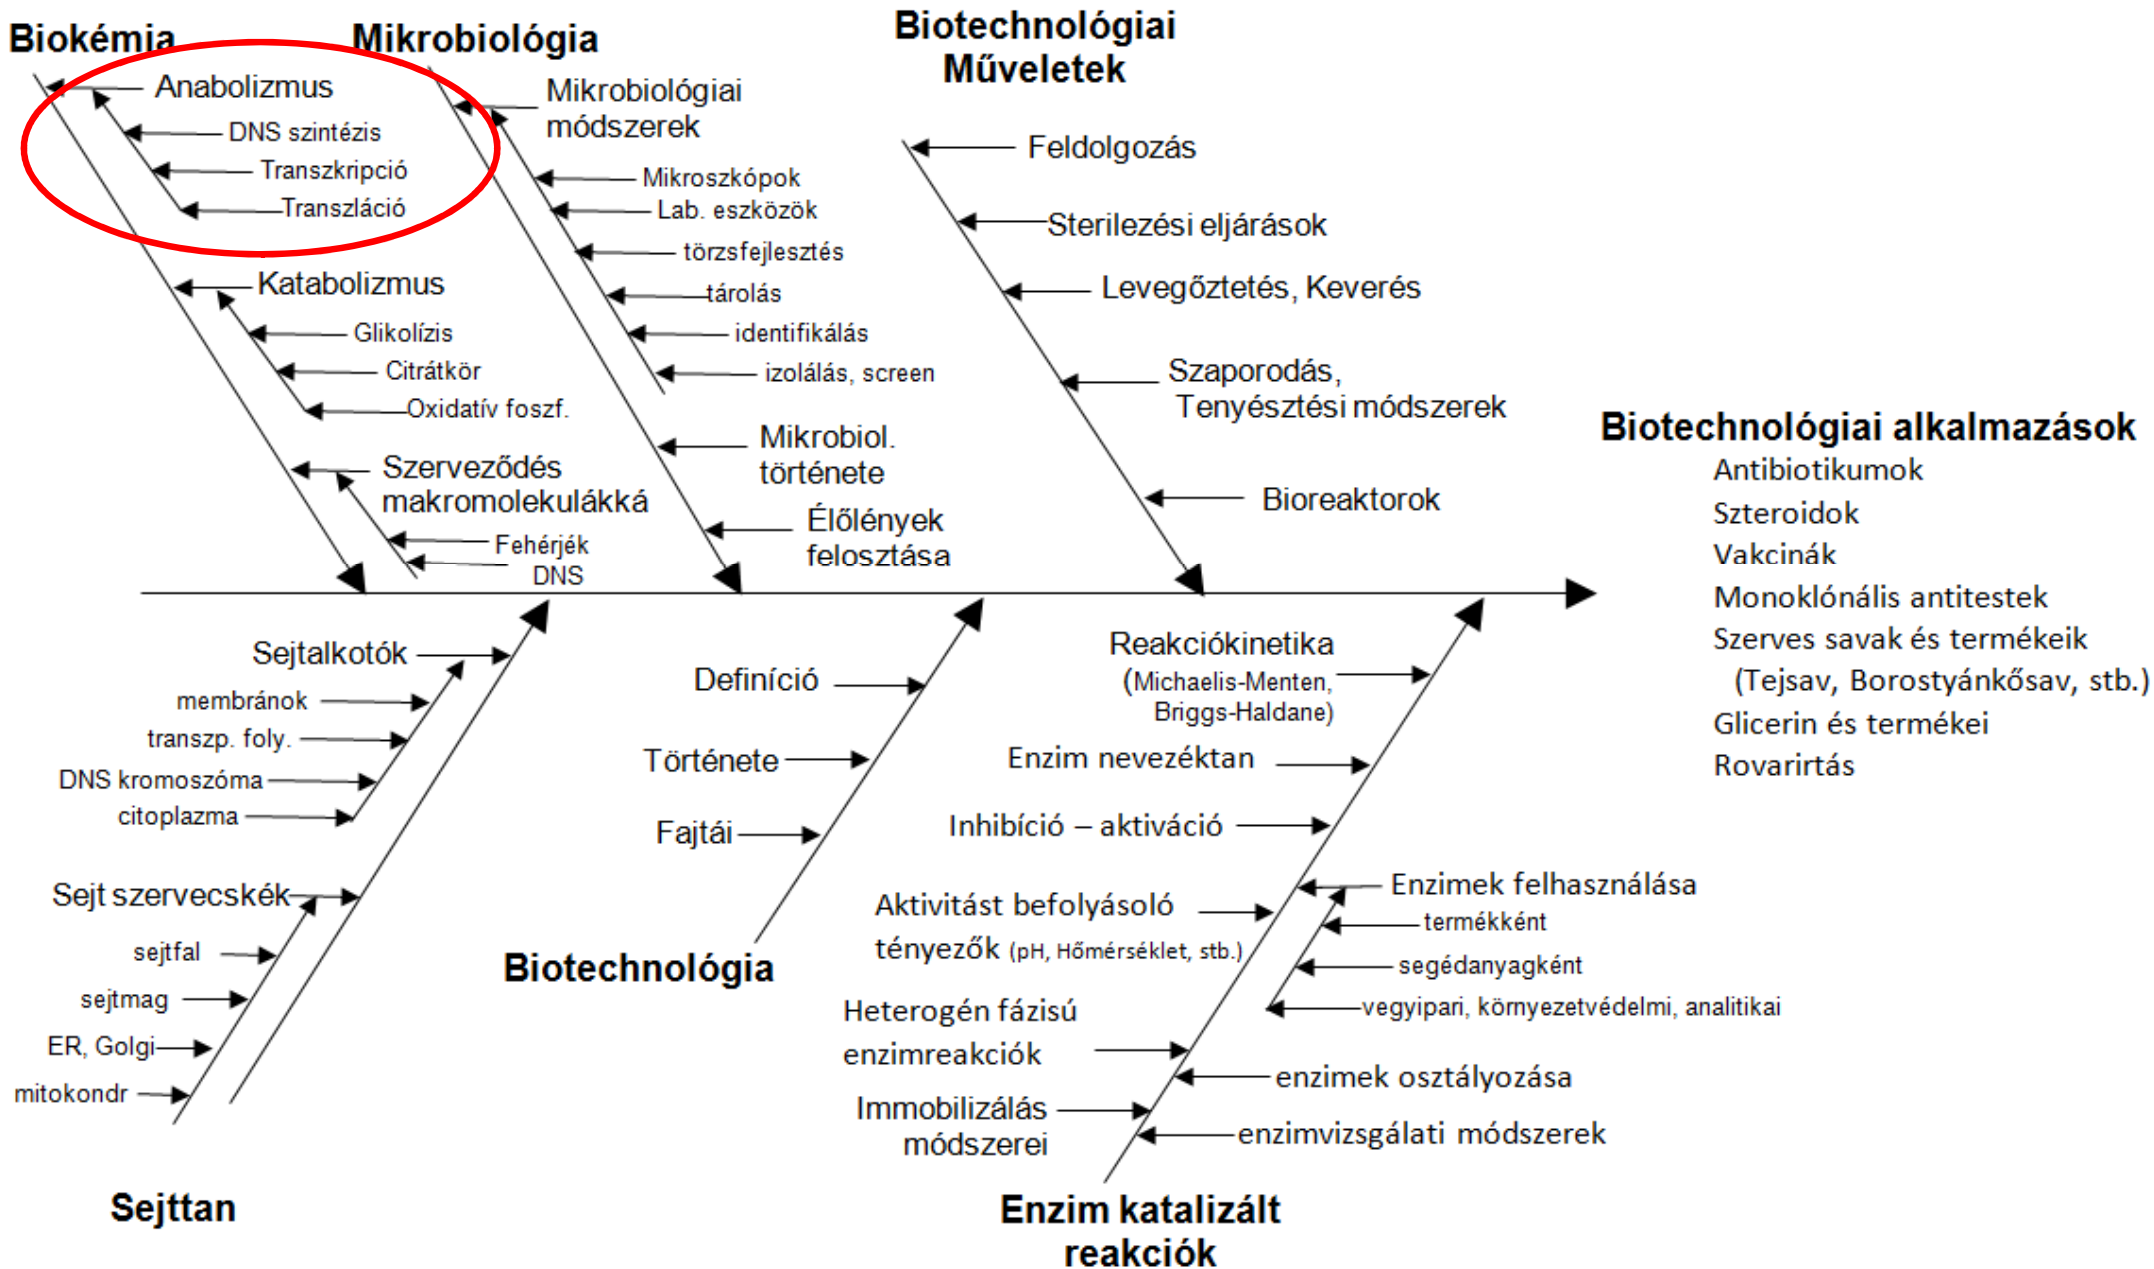 Biokémia
Anabolizmus
DNS szintézis
Transzkripció
Transzláció
Katabolizmus
Glikolízis
Citrátkör
Oxidatív foszf.
Szerveződés
makromolekulákká
Fehérjék
DNS
Mikrobiológia
Mikrobiológiai
módszerek
Mikroszkópok
Lab. eszközök
törzsfejlesztés
tárolás
identifikálás
izolálás, screen
Mikrobiol.
története
Élőlények
felosztása
Biotechnológiai
Műveletek
Feldolgozás
Sterilezési eljárások
Levegőztetés, Keverés
Szaporodás,
Tenyésztési módszerek
Bioreaktorok
Biotechnológiai alkalmazások
Antibiotikumok
Szteroidok
Vakcinák
Monoklónális antitestek
Szerves savak és termékeik
(Tejsav, Borostyánkősav, stb.)
Glicerin és termékei
Rovarirtás
Sejtalkotók
membránok
transzp. foly.
DNS kromoszóma
citoplazma
Sejt szervecskék
sejtfal
sejtmag
ER, Golgi
mitokondr
Sejttan
Definíció
Története
Fajtái
Biotechnológia
Reakciókinetika
(Michaelis-Menten,
Briggs-Haldane)
Enzim nevezéktan
Inhibíció – aktiváció
Aktivitást befolyásoló
tényezők (pH, Hőmérséklet, stb.)
Heterogén fázisú
enzimreakciók
Immobilizálás
módszerei
Enzimek felhasználása
termékként
segédanyagként
vegyipari, környezetvédelmi, analitikai
enzimek osztályozása
enzimvizsgálati módszerek
Enzim katalizált
reakciók